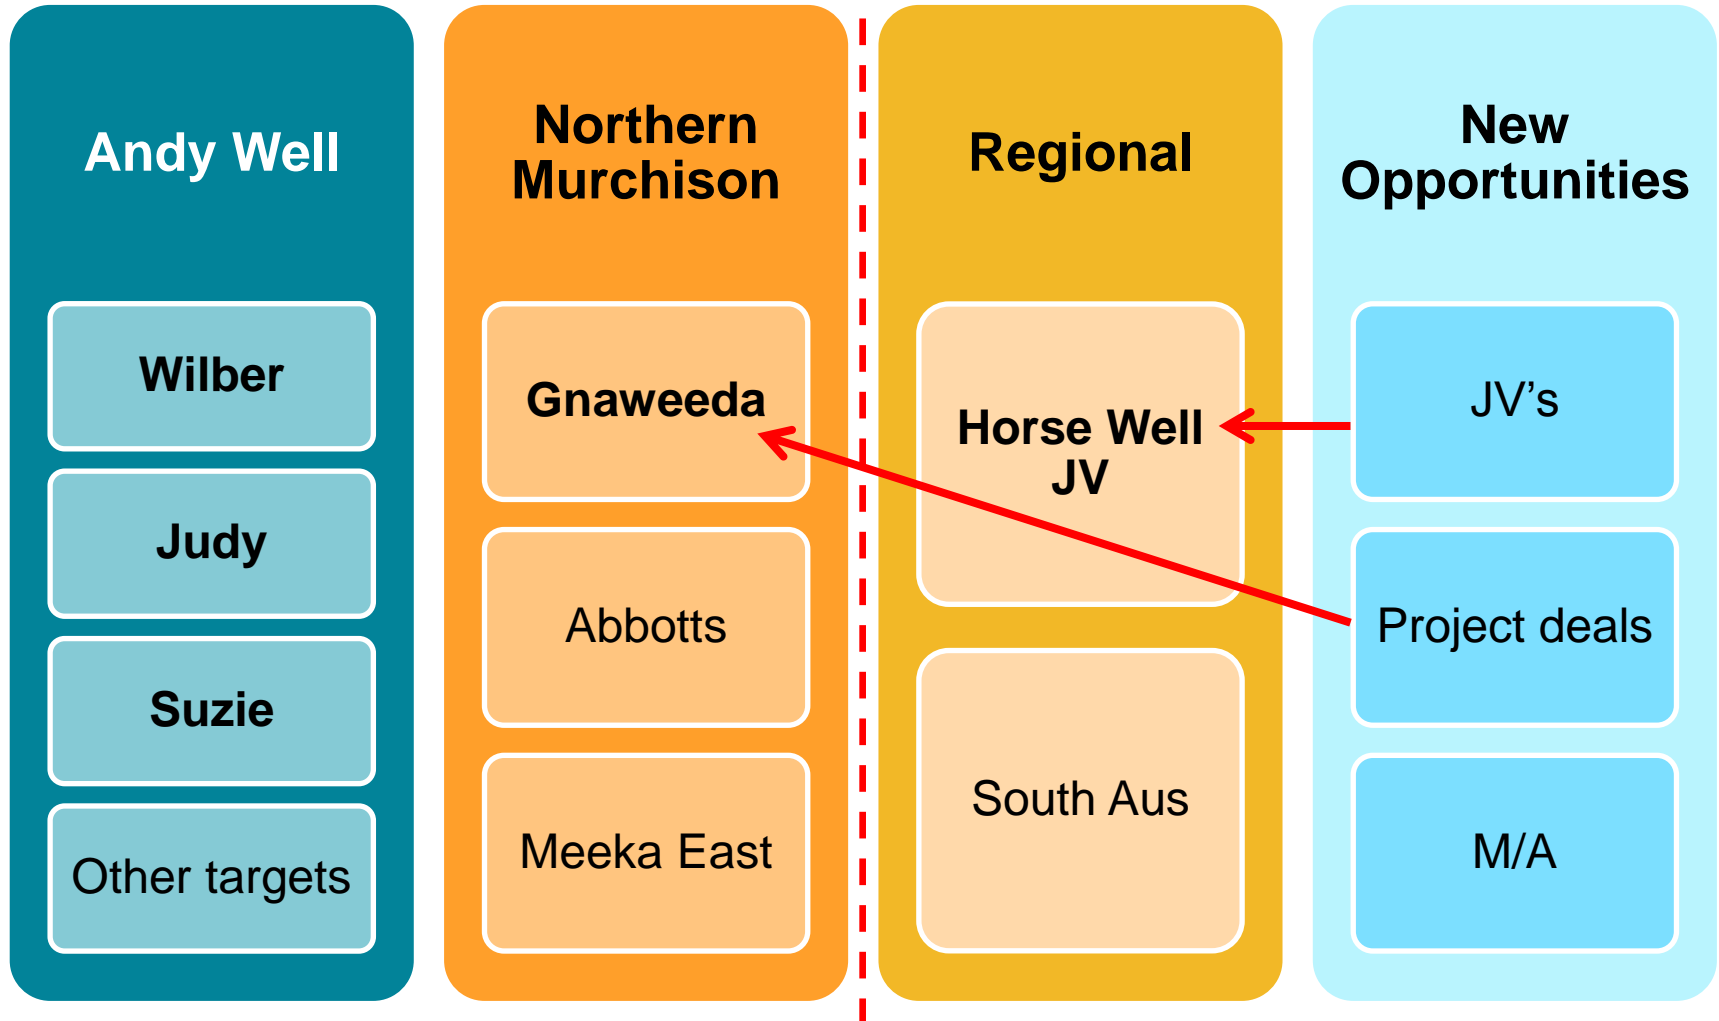 Andy Well
Wilber
Judy
Suzie
Other targets
Northern
Murchison
Gnaweeda
Abbotts
Meeka East
Regional
Horse Well
JV
South Aus
New
Opportunities
JV’s
Project deals
M/A